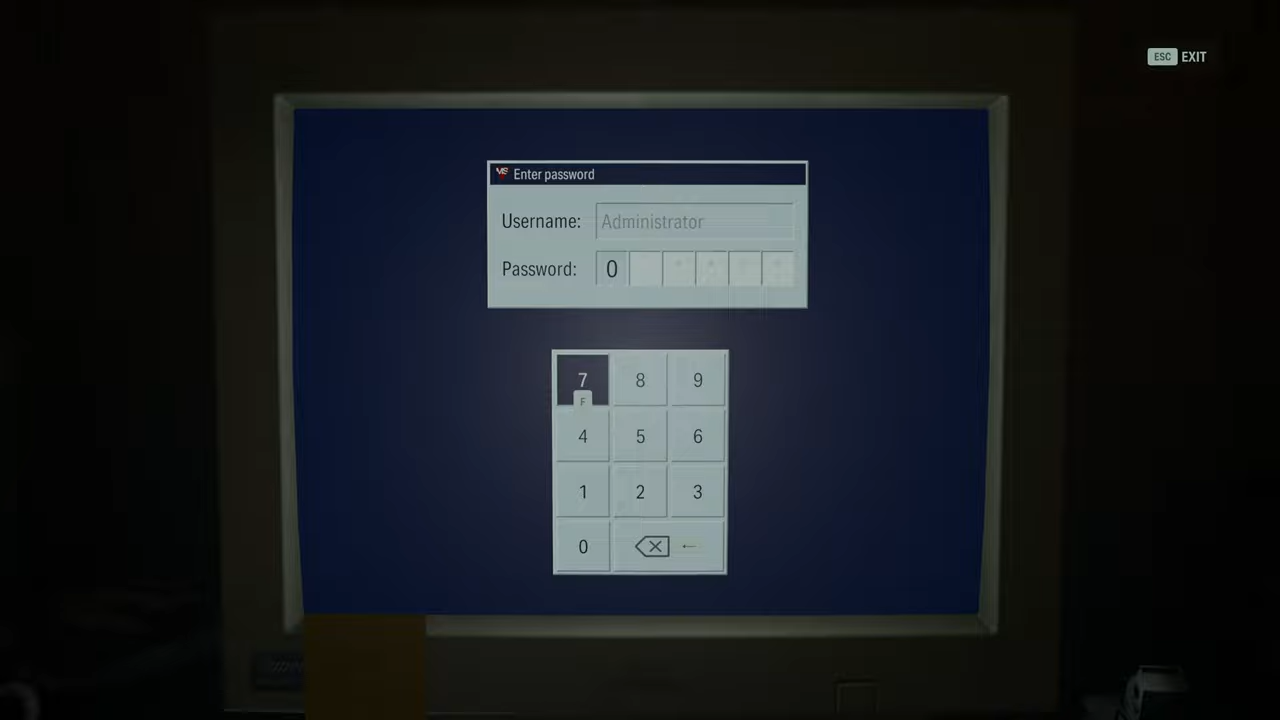 ESC EXIT
Enter password
Username: Administrator
Password: 0
7 8 9
F
4 5 6
1 2 3
0 ←